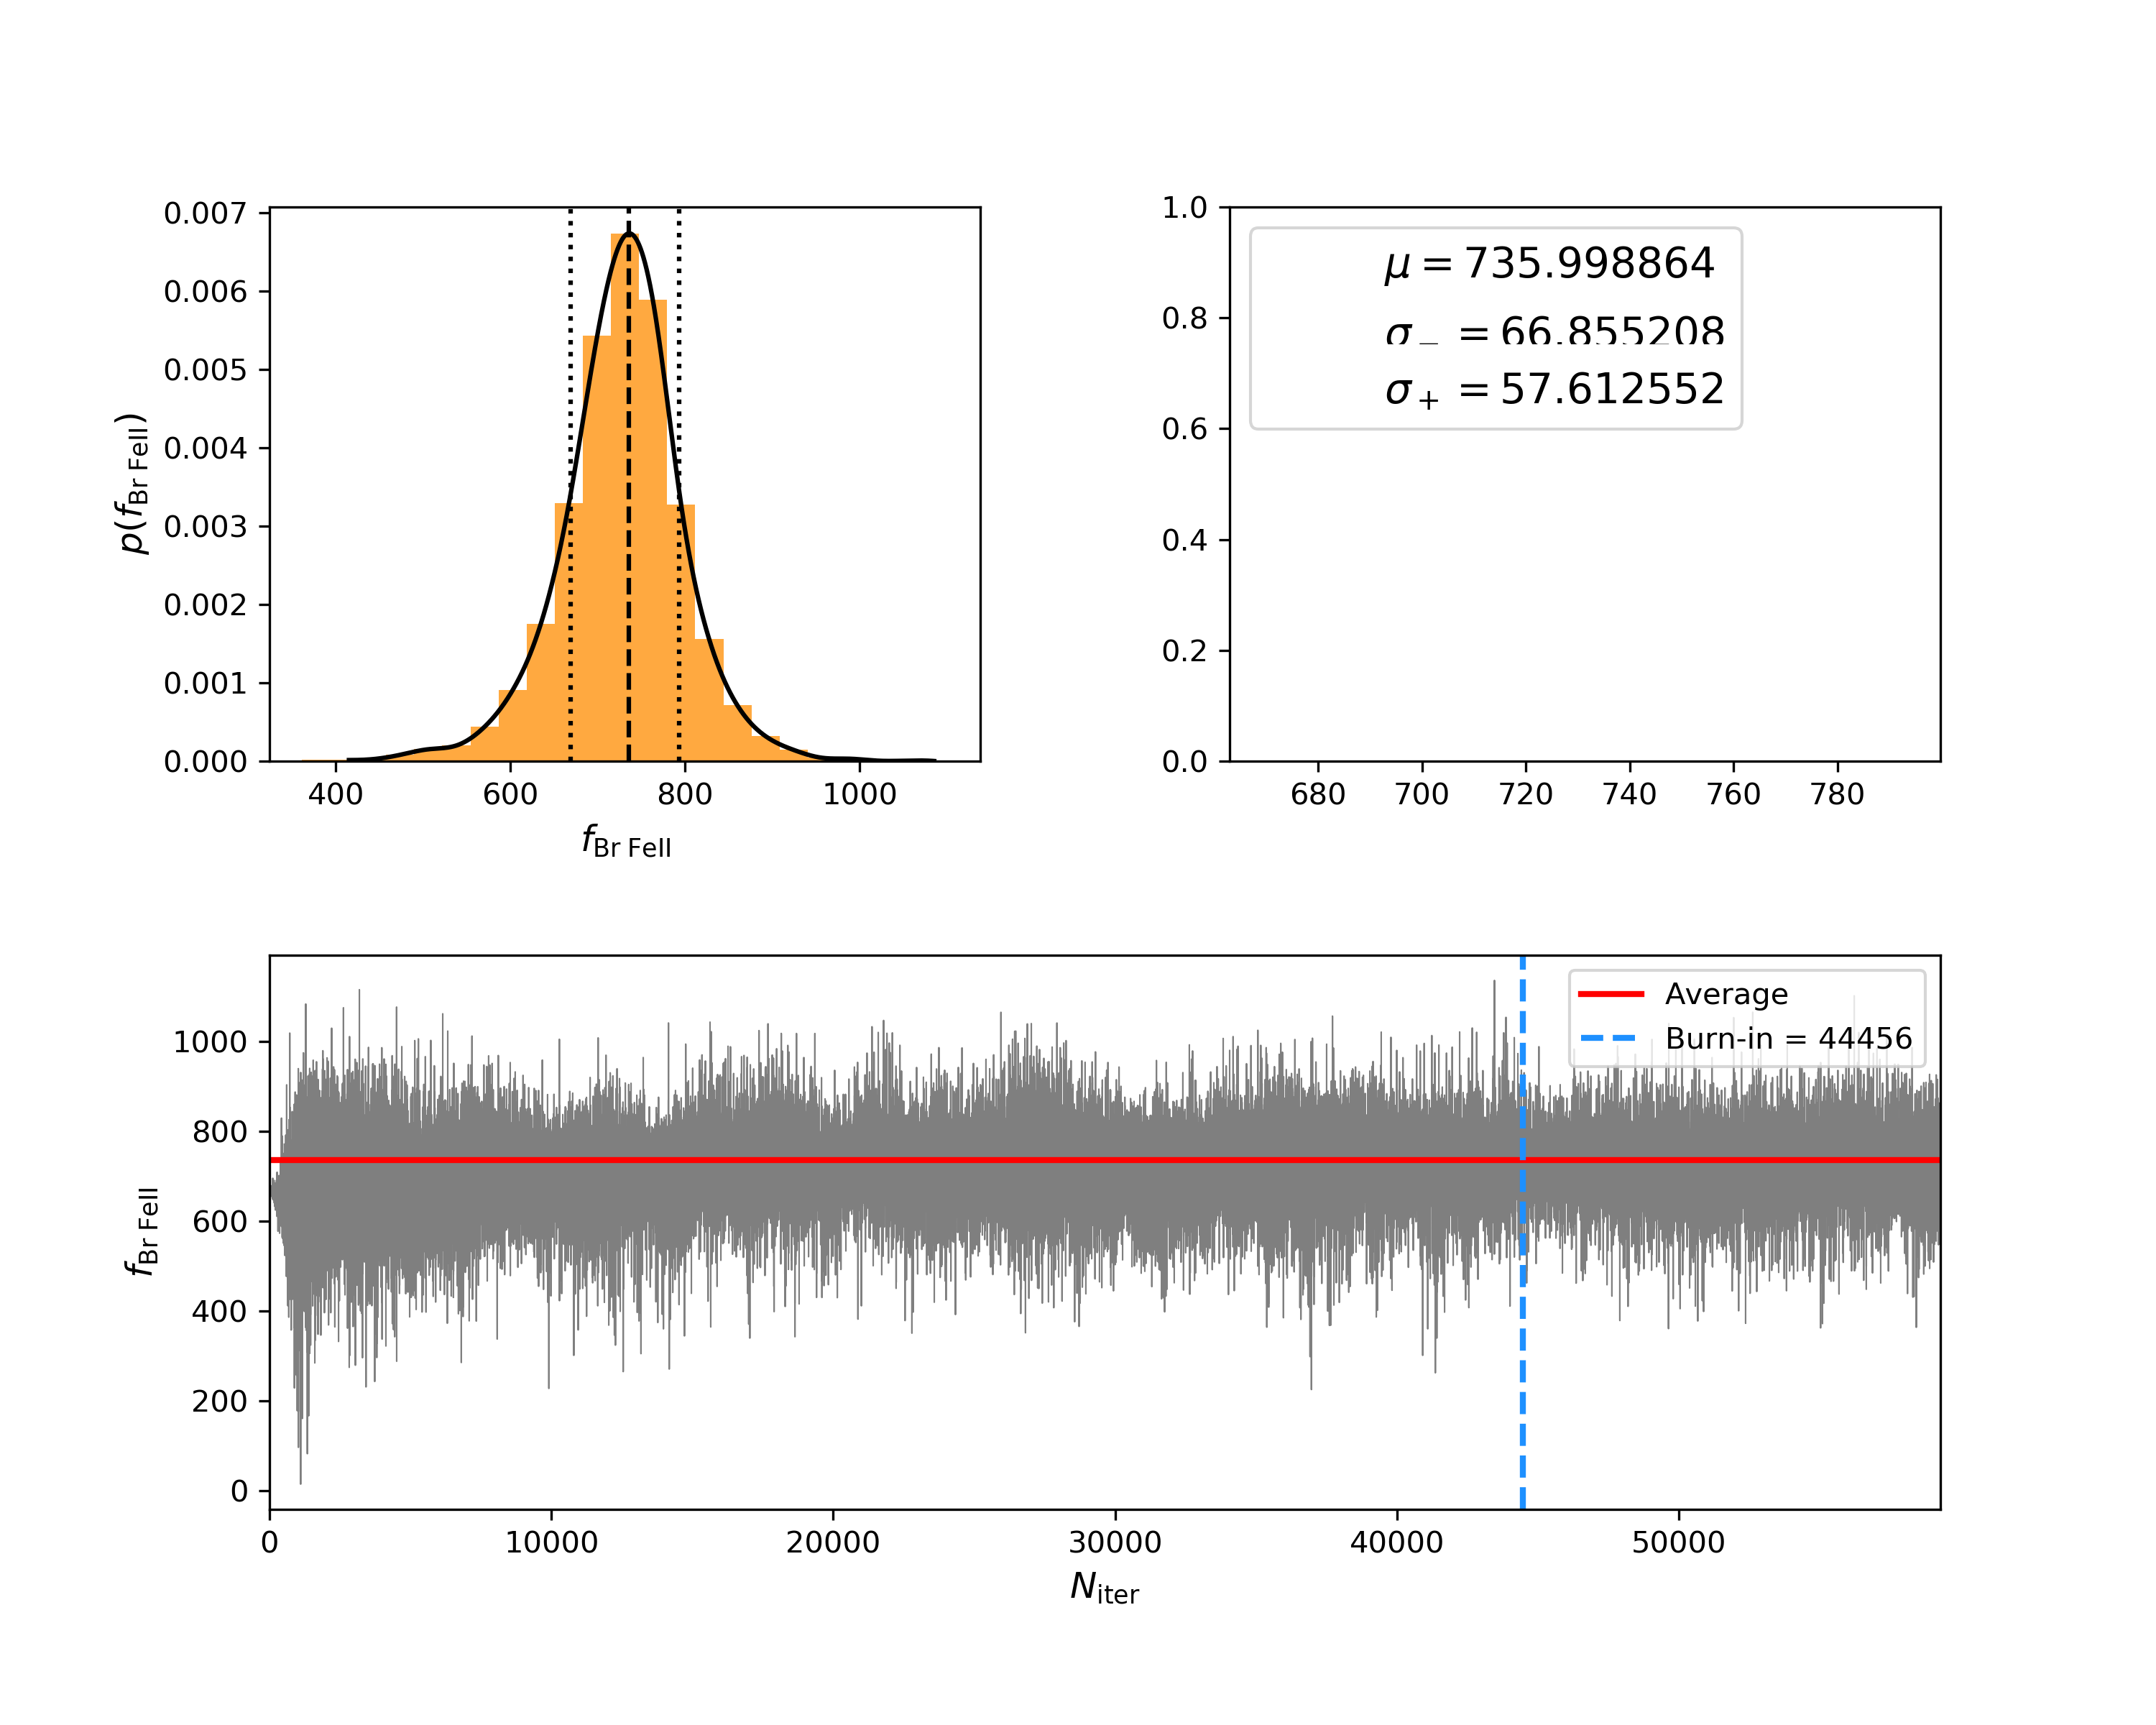 0.007
0.006
0.005
0.004
0.003
0.002
0.001
0.000
p(f_Br FeII)
400 600 800 1000
f_Br FeII
1.0
0.8
0.6
0.4
0.2
0.0
μ = 735.998864
σ_− = 66.855208
σ_+ = 57.612552
680 700 720 740 760 780
1000
800
600
400
200
0
f_Br FeII
Average
Burn-in = 44456
0 10000 20000 30000 40000 50000
N_iter